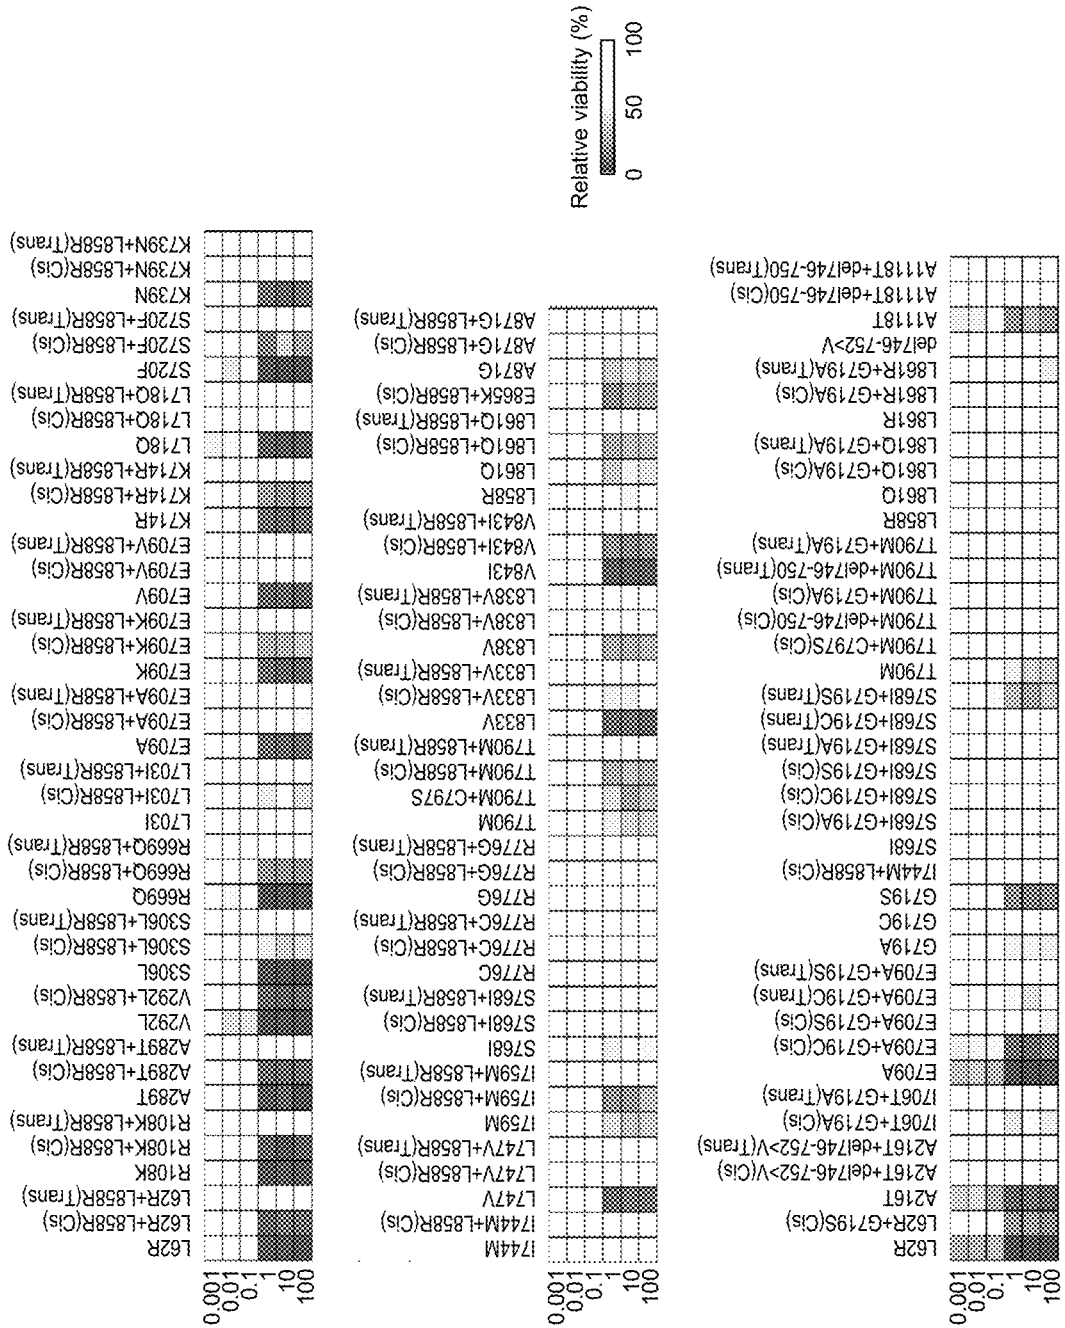 Relative viability (%)
0
50
100
K739N+L858R(Trans)
K739N+L858R(Cis)
K739N
S720F+L858R(Trans)
S720F+L858R(Cis)
S720F
L718Q+L858R(Trans)
L718Q+L858R(Cis)
L718Q
K714R+L858R(Trans)
K714R+L858R(Cis)
K714R
E709V+L858R(Trans)
E709V+L858R(Cis)
E709V
E709K+L858R(Trans)
E709K+L858R(Cis)
E709K
E709A+L858R(Trans)
E709A+L858R(Cis)
E709A
L703I+L858R(Trans)
L703I+L858R(Cis)
L703I
R669Q+L858R(Trans)
R669Q+L858R(Cis)
R669Q
S306L+L858R(Trans)
S306L+L858R(Cis)
S306L
V292L+L858R(Cis)
V292L
A289T+L858R(Trans)
A289T+L858R(Cis)
A289T
R108K+L858R(Trans)
R108K+L858R(Cis)
R108K
L62R+L858R(Trans)
L62R+L858R(Cis)
L62R
0.001
0.01
0.1
1
10
100
A871G+L858R(Trans)
A871G+L858R(Cis)
A871G
E865K+L858R(Cis)
L861Q+L858R(Trans)
L861Q+L858R(Cis)
L861Q
L858R
V843I+L858R(Trans)
V843I+L858R(Cis)
V843I
L838V+L858R(Trans)
L838V+L858R(Cis)
L838V
L833V+L858R(Trans)
L833V+L858R(Cis)
L833V
T790M+L858R(Trans)
T790M+L858R(Cis)
T790M+C797S
T790M
R776G+L858R(Trans)
R776G+L858R(Cis)
R776G
R776C+L858R(Trans)
R776C+L858R(Cis)
R776C
S768I+L858R(Trans)
S768I+L858R(Cis)
S768I
I759M+L858R(Trans)
I759M+L858R(Cis)
I759M
L747V+L858R(Trans)
L747V-L858R(Cis)
L747V
I744M+L858R(Cis)
I744M
0.001
0.01
0.1
1
10
100
A1118T+del746-750(Trans)
A1118T+del746-750(Cis)
A1118T
del746-752>V
L861R+G719A(Trans)
L861R+G719A(Cis)
L861R
L861Q+G719A(Trans)
L861Q+G719A(Cis)
L861Q
L858R
T790M+G719A(Trans)
T790M+del746-750(Trans)
T790M+G719A(Cis)
T790M+del746-750(Cis)
T790M+C797S(Cis)
T790M
S768I+G719S(Trans)
S768I+G719C(Trans)
S768I+G719A(Trans)
S768I+G719S(Cis)
S768I+G719C(Cis)
S768I+G719A(Cis)
S768I
I744M+L858R(Cis)
G719S
G719C
G719A
E709A+G719S(Trans)
E709A+G719C(Trans)
E709A+G719S(Cis)
E709A+G719C(Cis)
E709A
I706T+G719A(Trans)
I706T+G719A(Cis)
A216T+del746-752>V(Trans)
A216T+del746-752>V(Cis)
A216T
L62R+G719S(Cis)
L62R
0.001
0.01
0.1
1
10
100